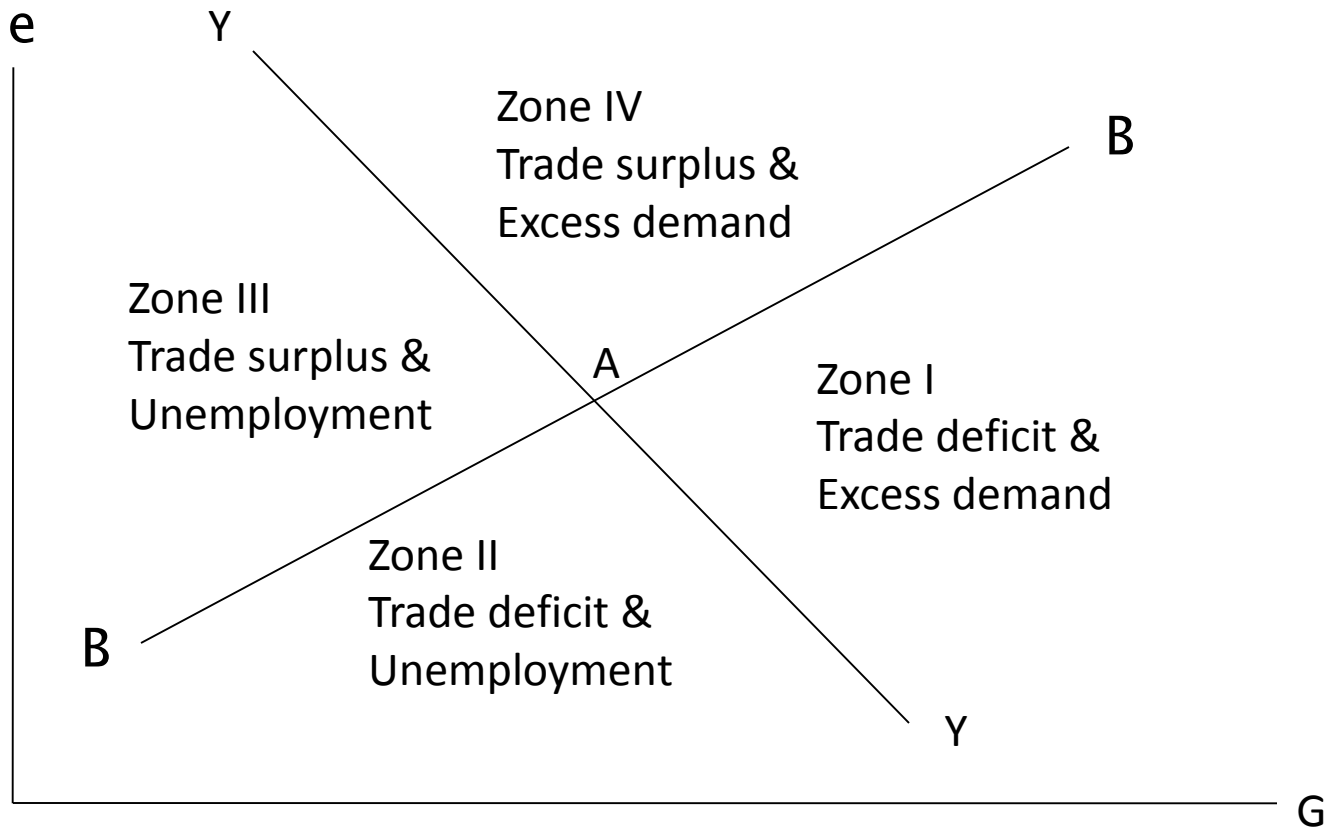 e
Y
Zone IV
Trade surplus &
Excess demand
B
Zone III
Trade surplus &
Unemployment
A
Zone I
Trade deficit &
Excess demand
Zone II
Trade deficit &
Unemployment
B
Y
G